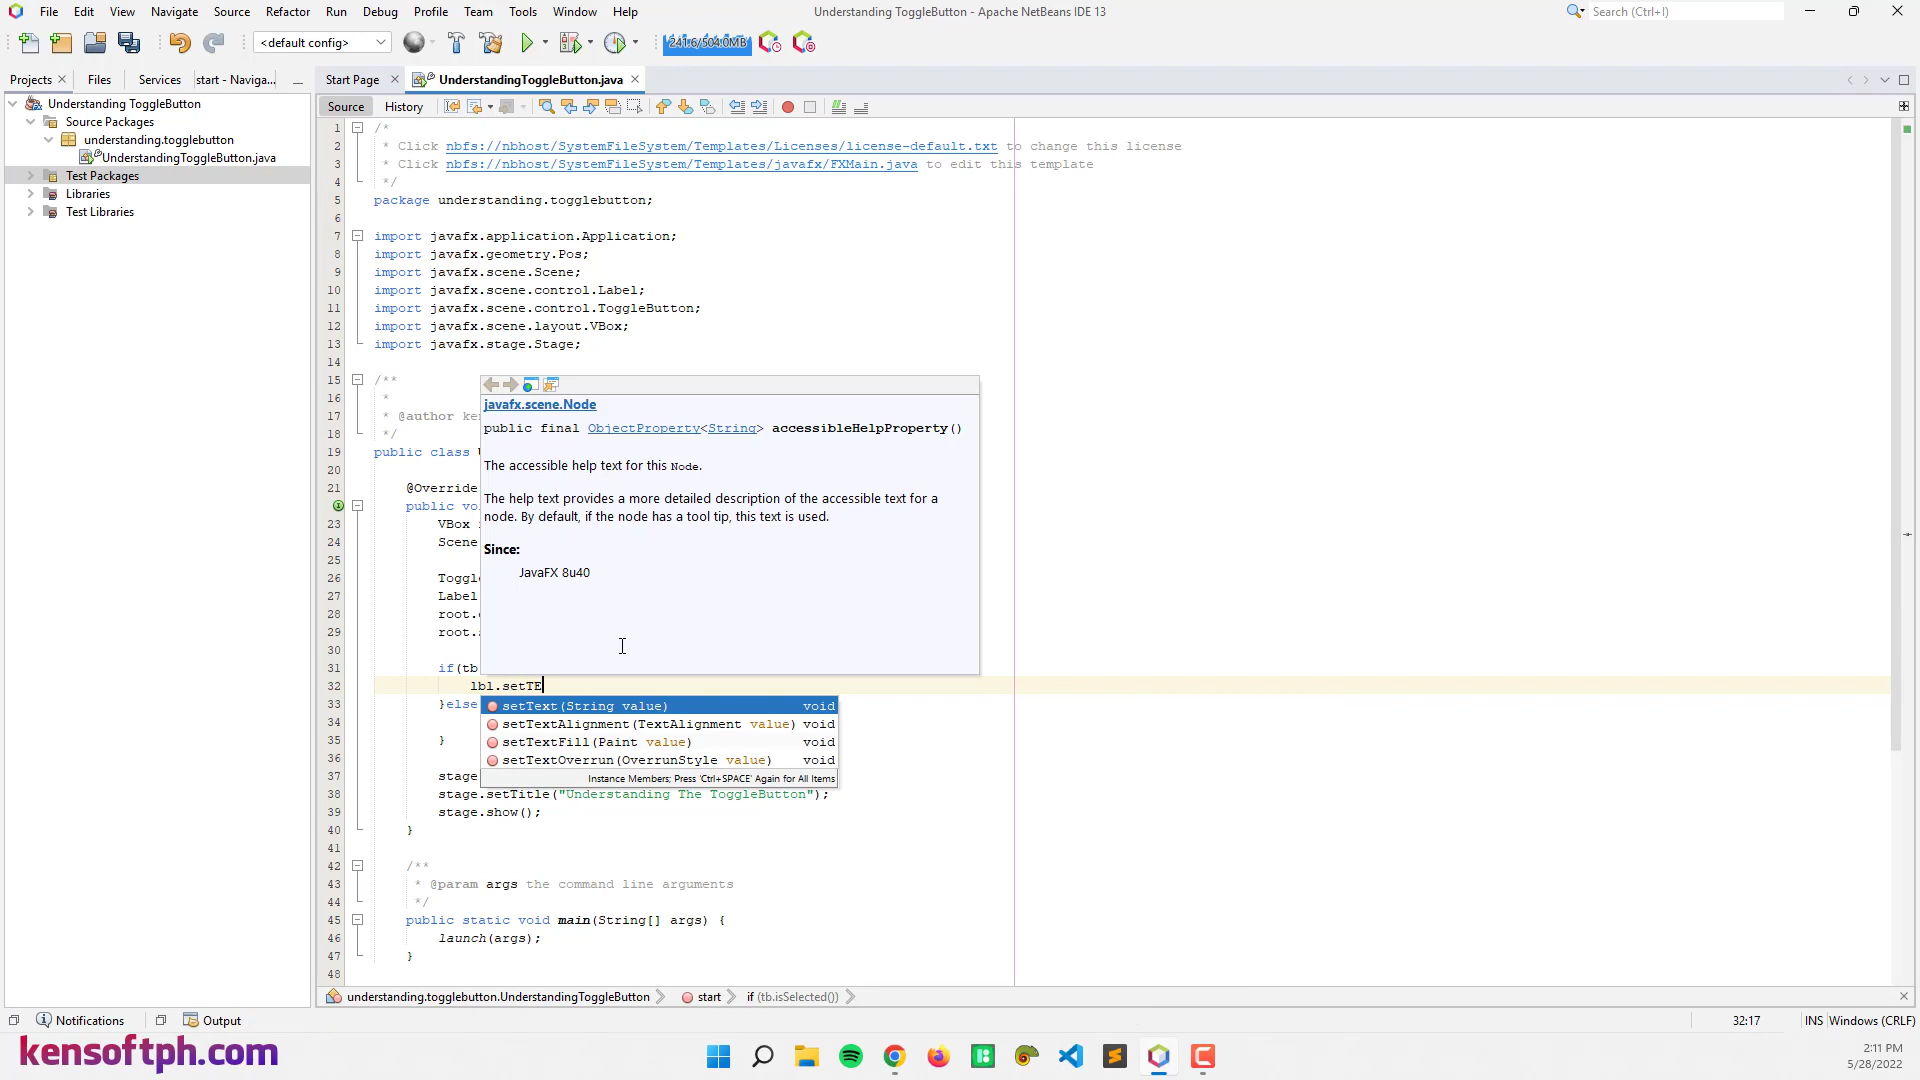 File Edit View Navigate Source Refactor Run Debug Profile Team Tools Window Help
Understanding ToggleButton - Apache NetBeans IDE 13
Search (Ctrl+I)
<default config>
241.6/504.0MB
Projects Files Services start - Naviga...
Start Page UnderstandingToggleButton.java
Understanding ToggleButton
Source Packages
understanding.togglebutton
UnderstandingToggleButton.java
Test Packages
Libraries
Test Libraries
Source History
1 /*
2 * Click nbfs://nbhost/SystemFileSystem/Templates/Licenses/license-default.txt to change this license
3 * Click nbfs://nbhost/SystemFileSystem/Templates/javafx/FXMain.java to edit this template
4 */
5 package understanding.togglebutton;
6
7 import javafx.application.Application;
8 import javafx.geometry.Pos;
9 import javafx.scene.Scene;
10 import javafx.scene.control.Label;
11 import javafx.scene.control.ToggleButton;
12 import javafx.scene.layout.VBox;
13 import javafx.stage.Stage;
14
15 /**
16 *
17 * @author ke
18 */
19 public class
20
21 @Override
public vo
23 VBox
24 Scene
25
26 Toggl
27 Label
28 root.
29 root.
30
31 if(tb
32 lbl.setTE
33 }else
34
35 }
36
37 stage
38 stage.setTitle("Understanding The ToggleButton");
39 stage.show();
40 }
41
42 /**
43 * @param args the command line arguments
44 */
45 public static void main(String[] args) {
46 launch(args);
47 }
48
javafx.scene.Node
public final ObjectProperty<String> accessibleHelpProperty()
The accessible help text for this Node.
The help text provides a more detailed description of the accessible text for a
node. By default, if the node has a tool tip, this text is used.
Since:
JavaFX 8u40
setText(String value) void
setTextAlignment(TextAlignment value) void
setTextFill(Paint value) void
setTextOverrun(OverrunStyle value) void
Instance Members; Press 'Ctrl+SPACE' Again for All Items
understanding.togglebutton.UnderstandingToggleButton start if (tb.isSelected())
Notifications Output
32:17 INS Windows (CRLF)
kensoftph.com
2:11 PM
5/28/2022